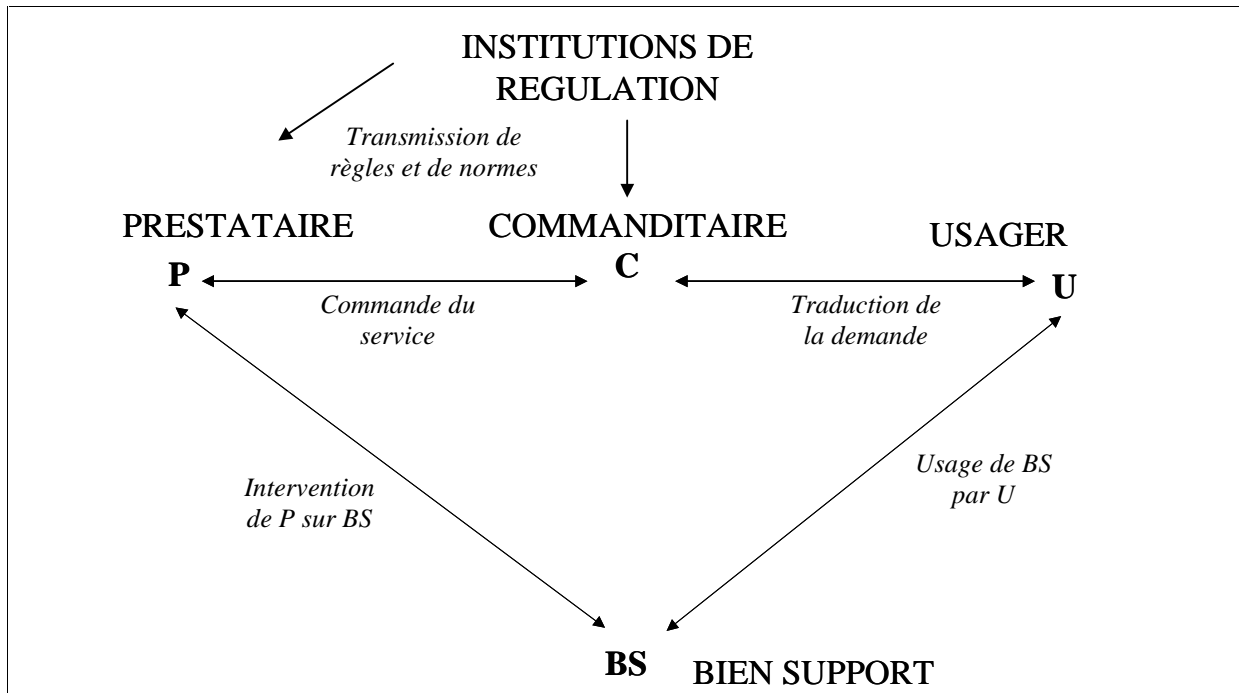 INSTITUTIONS DE
REGULATION
Transmission de
règles et de normes
PRESTATAIRE
COMMANDITAIRE
USAGER
P
C
U
Commande du
service
Traduction de
la demande
Intervention
de P sur BS
Usage de BS
par U
BS
BIEN SUPPORT